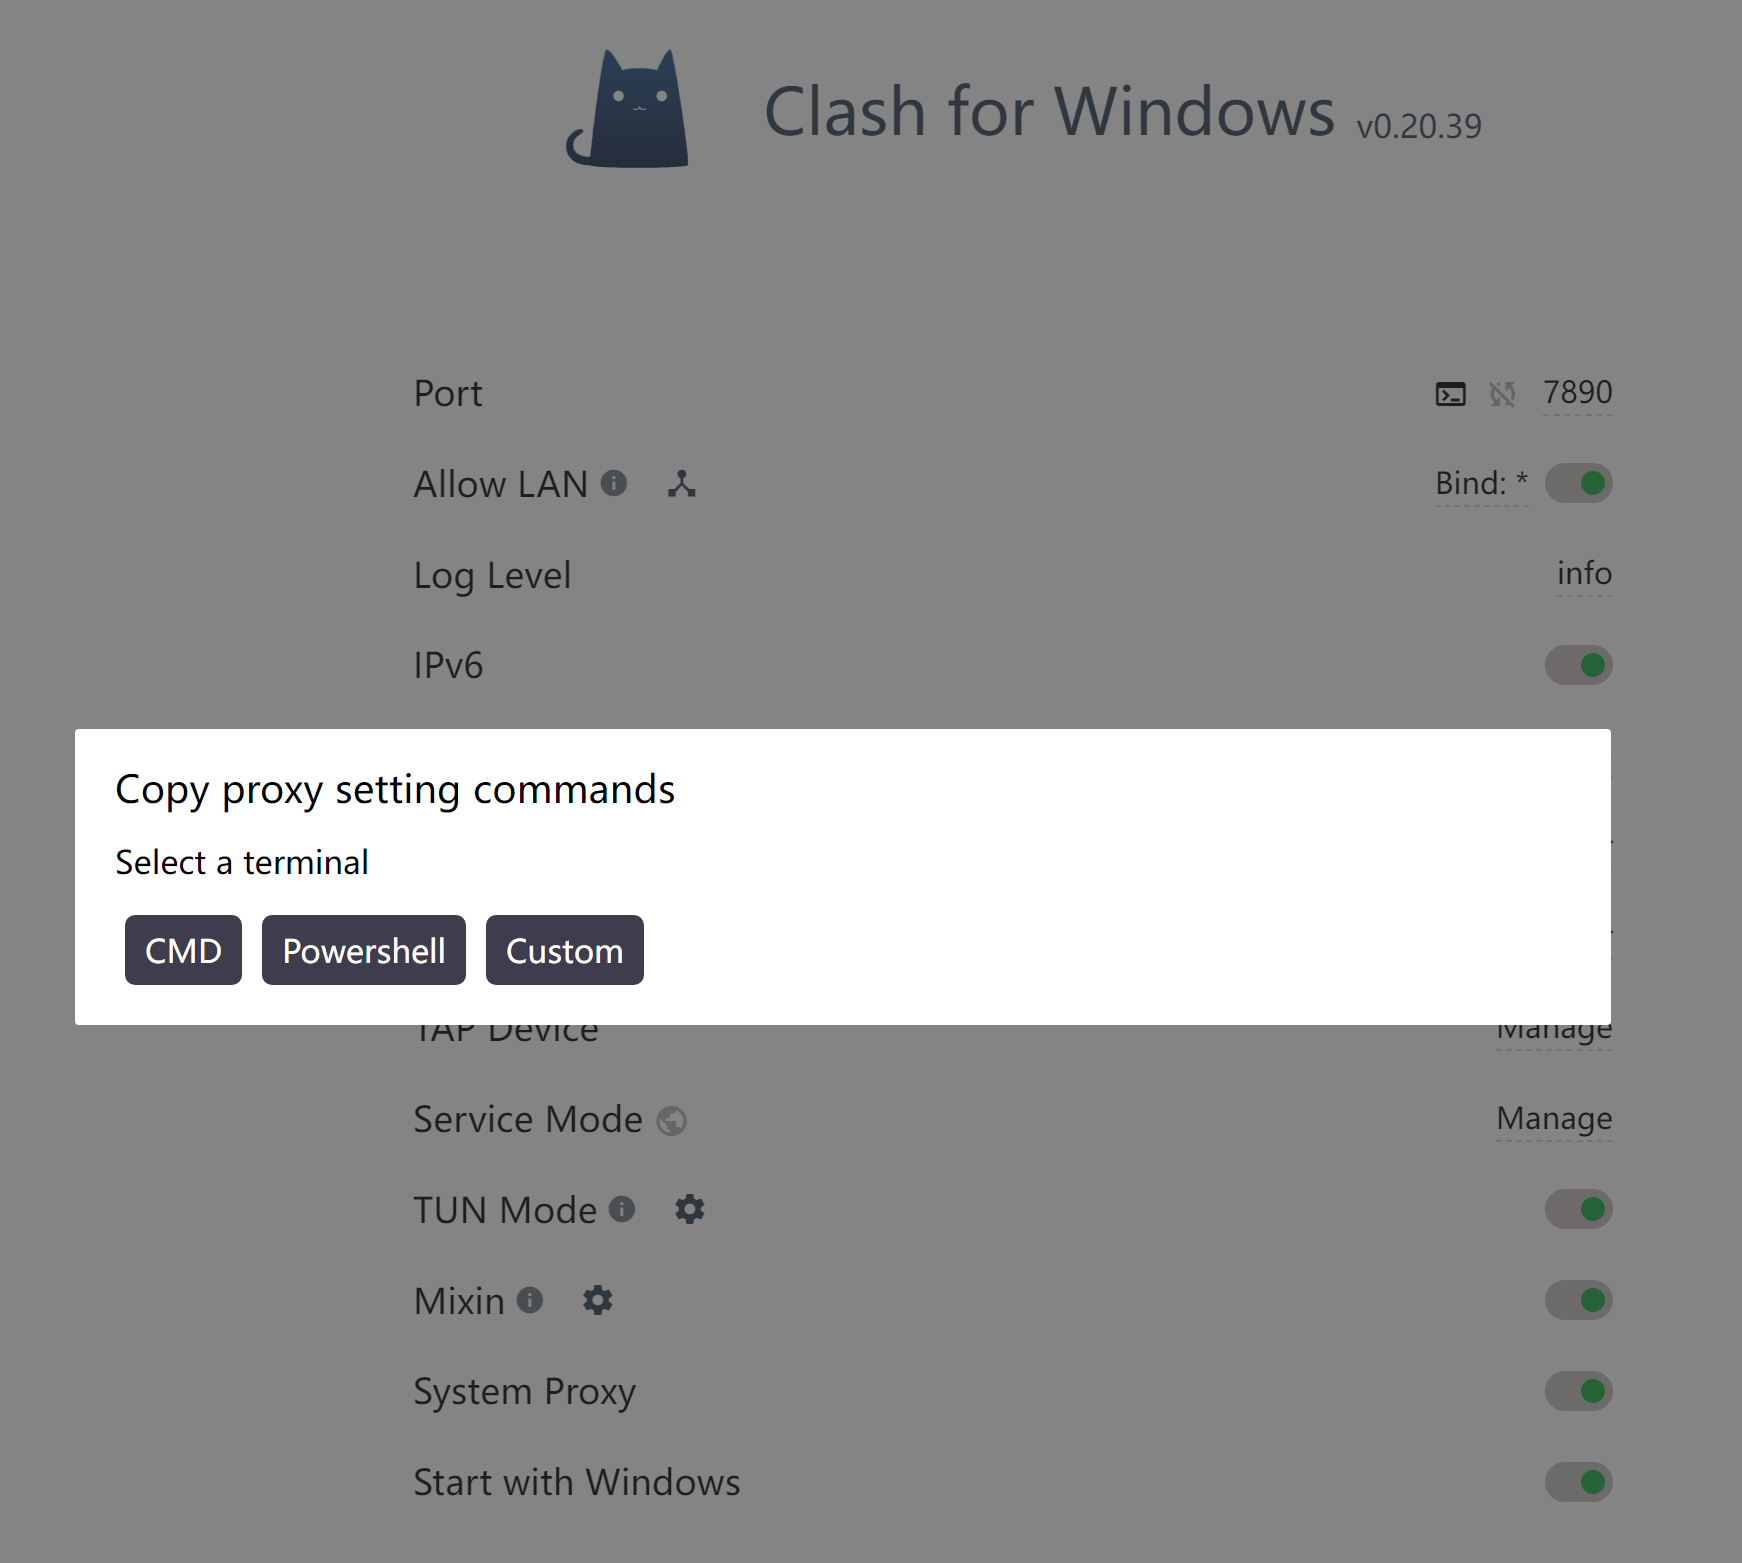 Clash for Windows v0.20.39
Port 7890
Allow LAN Bind: *
Log Level info
IPv6
Copy proxy setting commands
Select a terminal
CMD Powershell Custom
TAP Device Manage
Service Mode Manage
TUN Mode
Mixin
System Proxy
Start with Windows